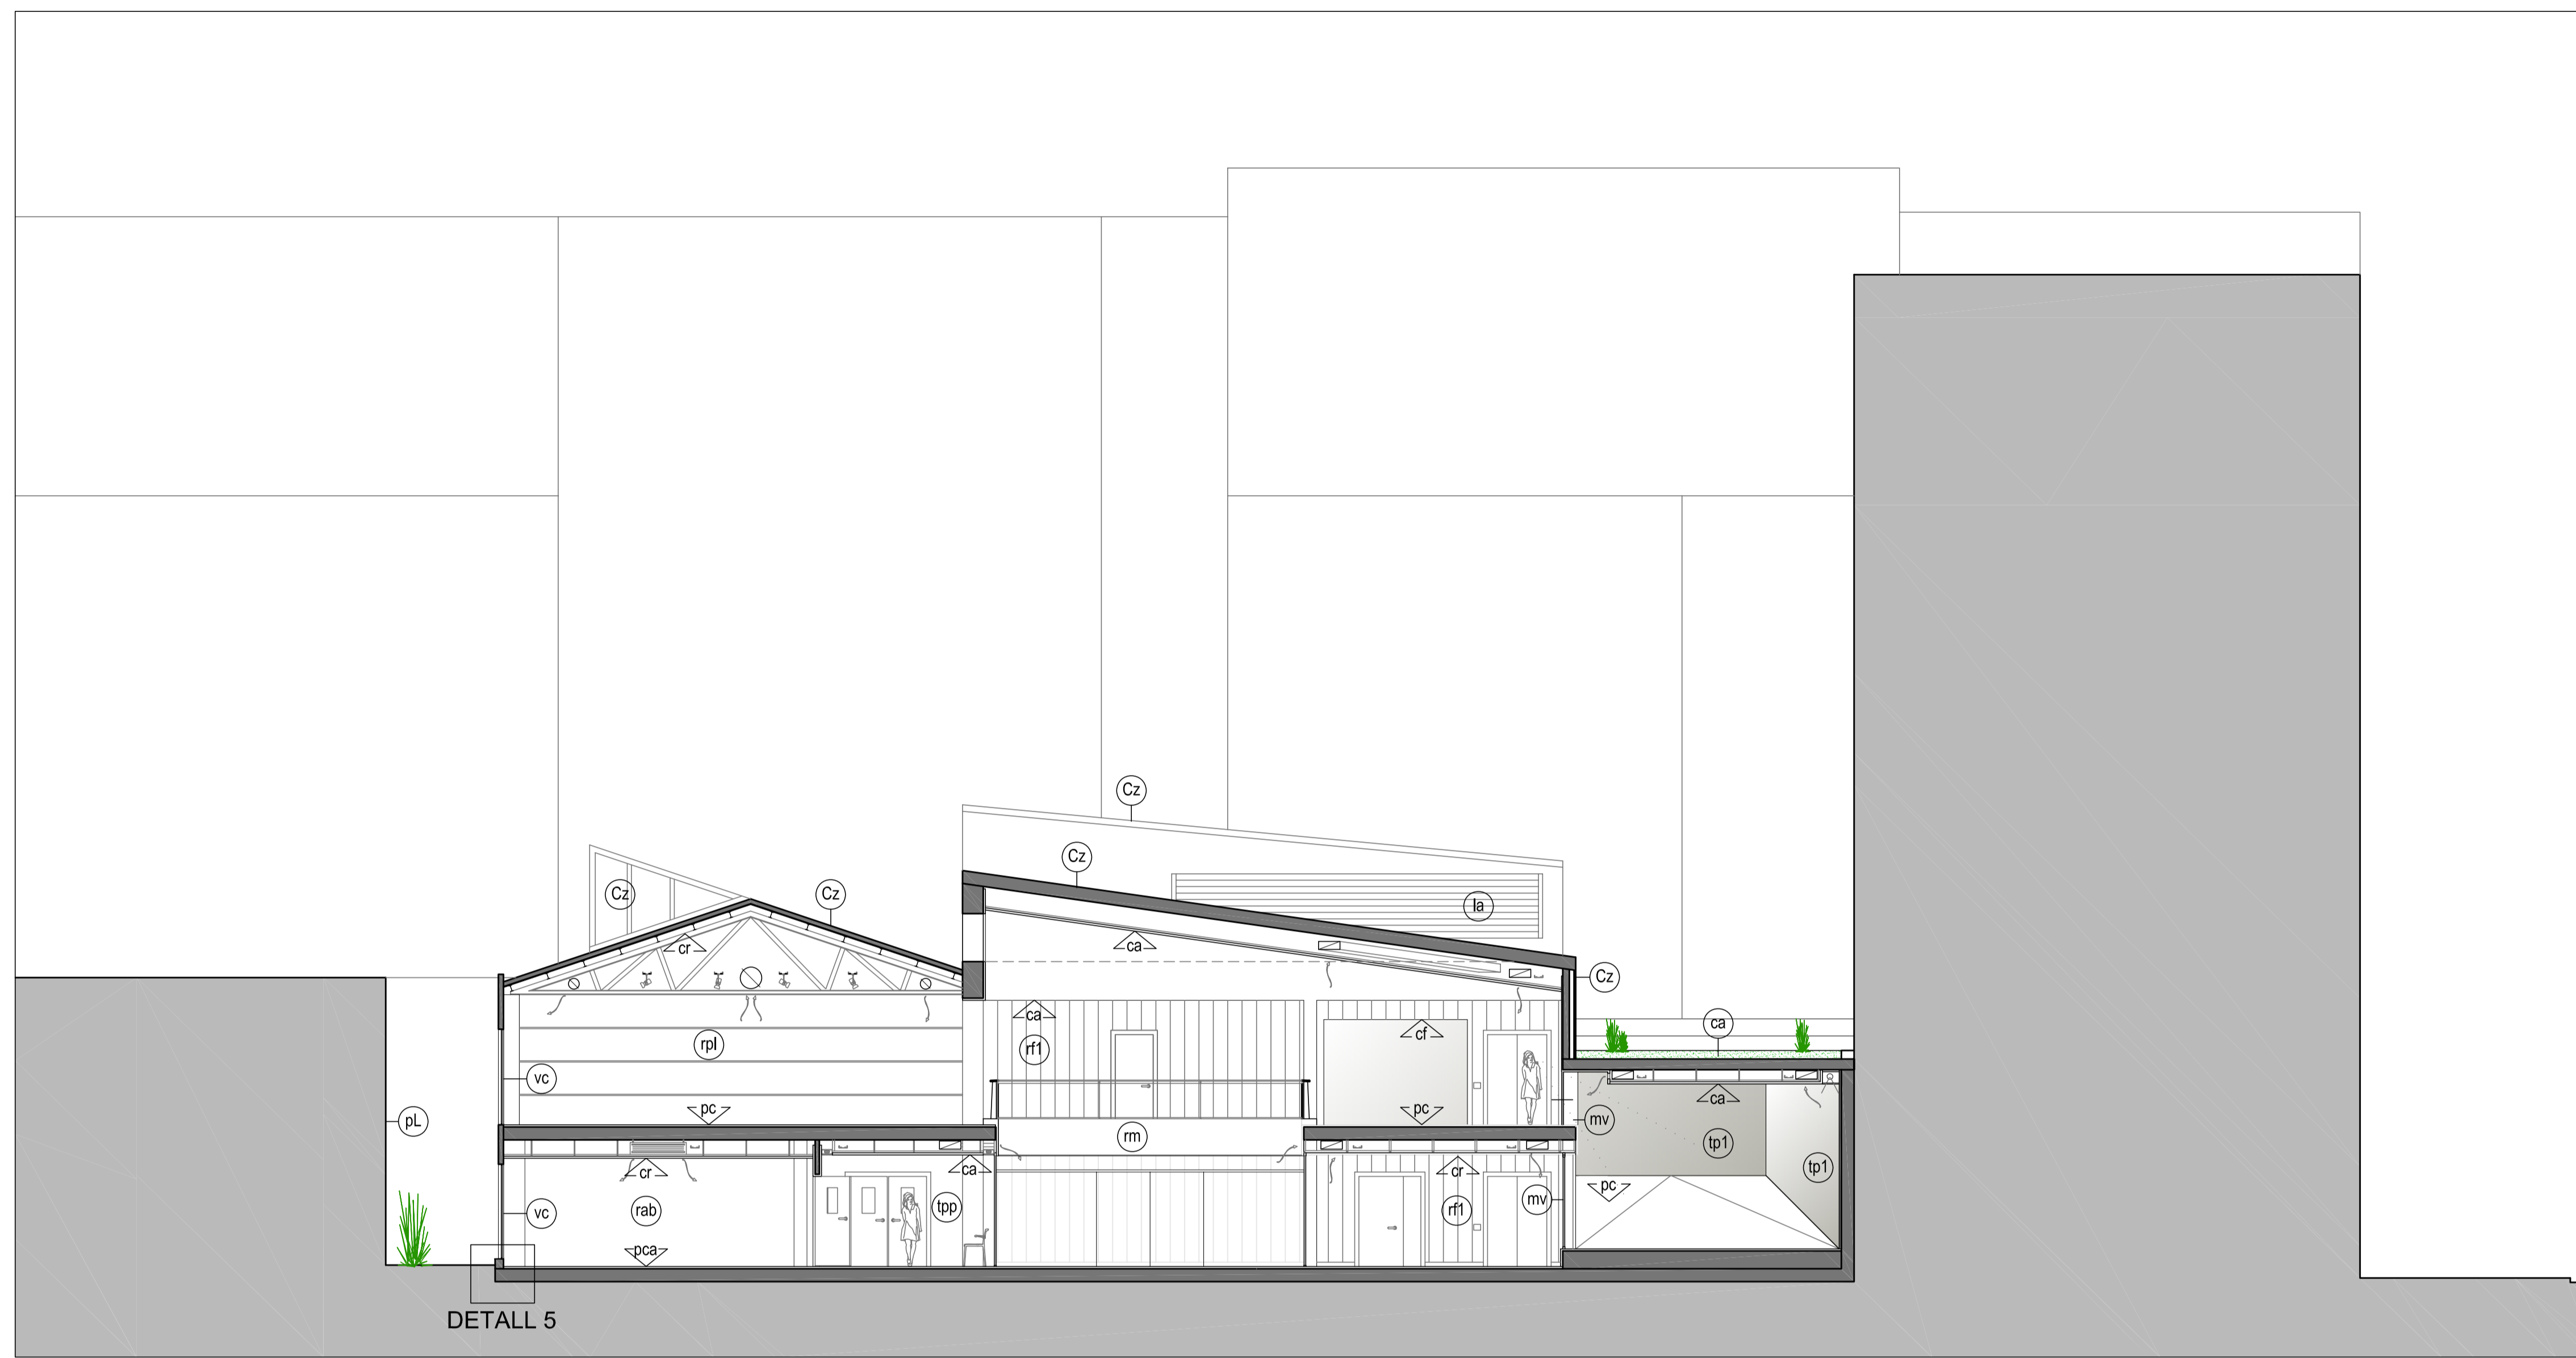 Cz
Cz
Cz
Cz
la
cr
ca
Cz
ca
rf1
cf
ca
rpl
vc
pc
pc
ca
pL
rm
mv
tp1
cr
ca
cr
pc
tp1
vc
rab
tpp
rf1
mv
pca
DETALL 5